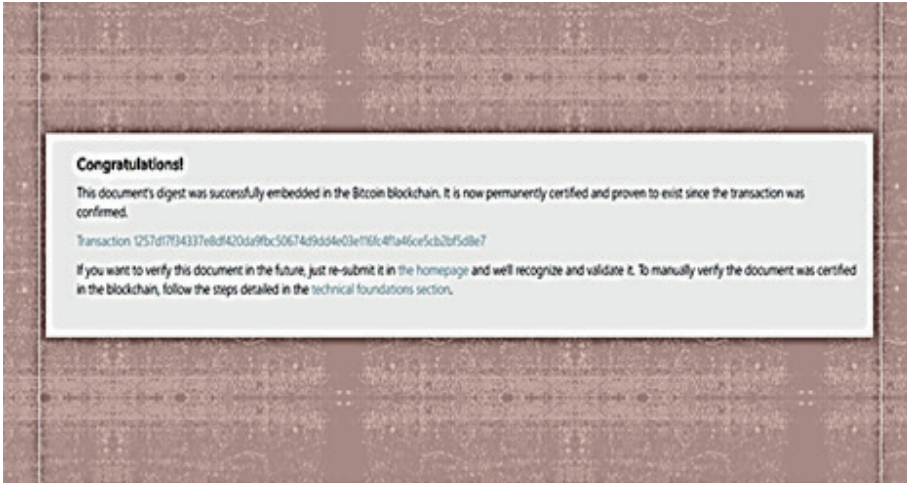 Congratulations!
This document's digest was successfully embedded in the Bitcoin blockchain. It is now permanently certified and proven to exist since the transaction was
confirmed.
Transaction
If you want to verify this document in the future, just re-submit it in the homepage and we'll recognize and validate it. To manually verify the document was certified
in the blockchain, follow the steps detailed in the technical foundations section.